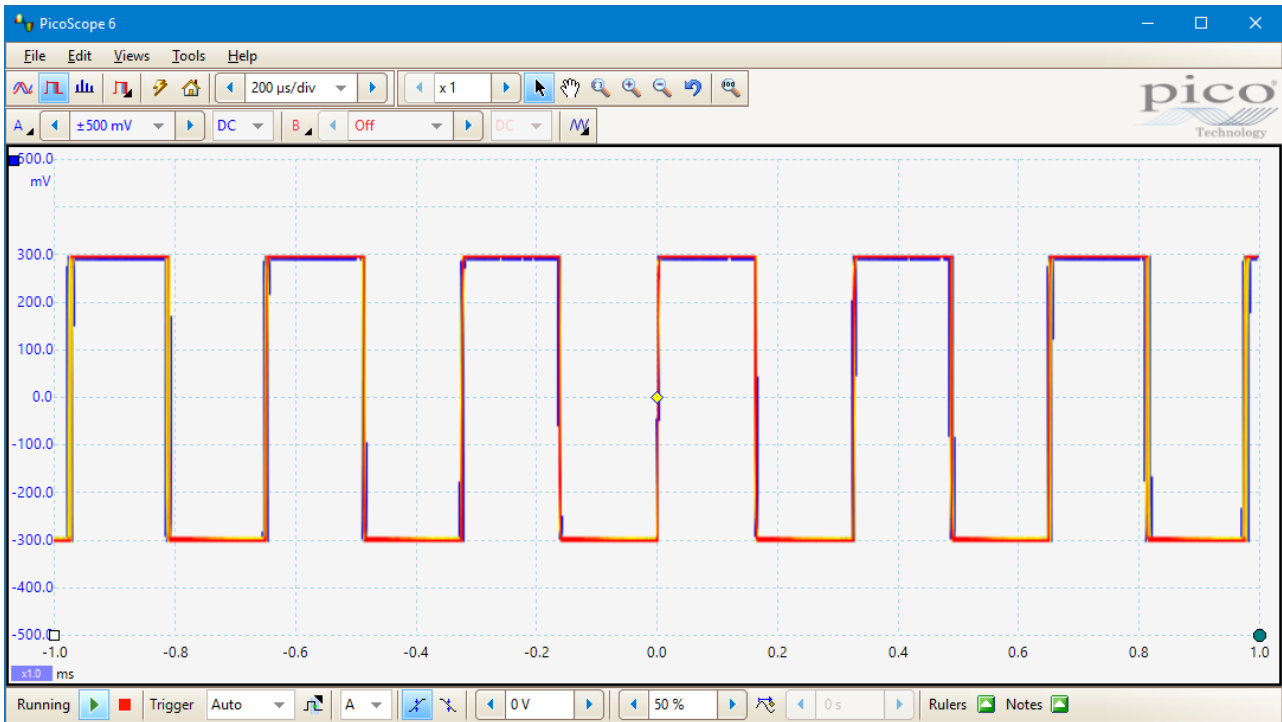 PicoScope 6
File Edit Views Tools Help
200 µs/div x 1 100
A ±500 mV DC B Off DC
pico
Technology
500.0
mV
300.0
200.0
100.0
0.0
-100.0
-200.0
-300.0
-400.0
-500.0
-1.0 -0.8 -0.6 -0.4 -0.2 0.0 0.2 0.4 0.6 0.8 1.0
x1.0 ms
Running Trigger Auto A 0 V 50 % 0 s Rulers Notes